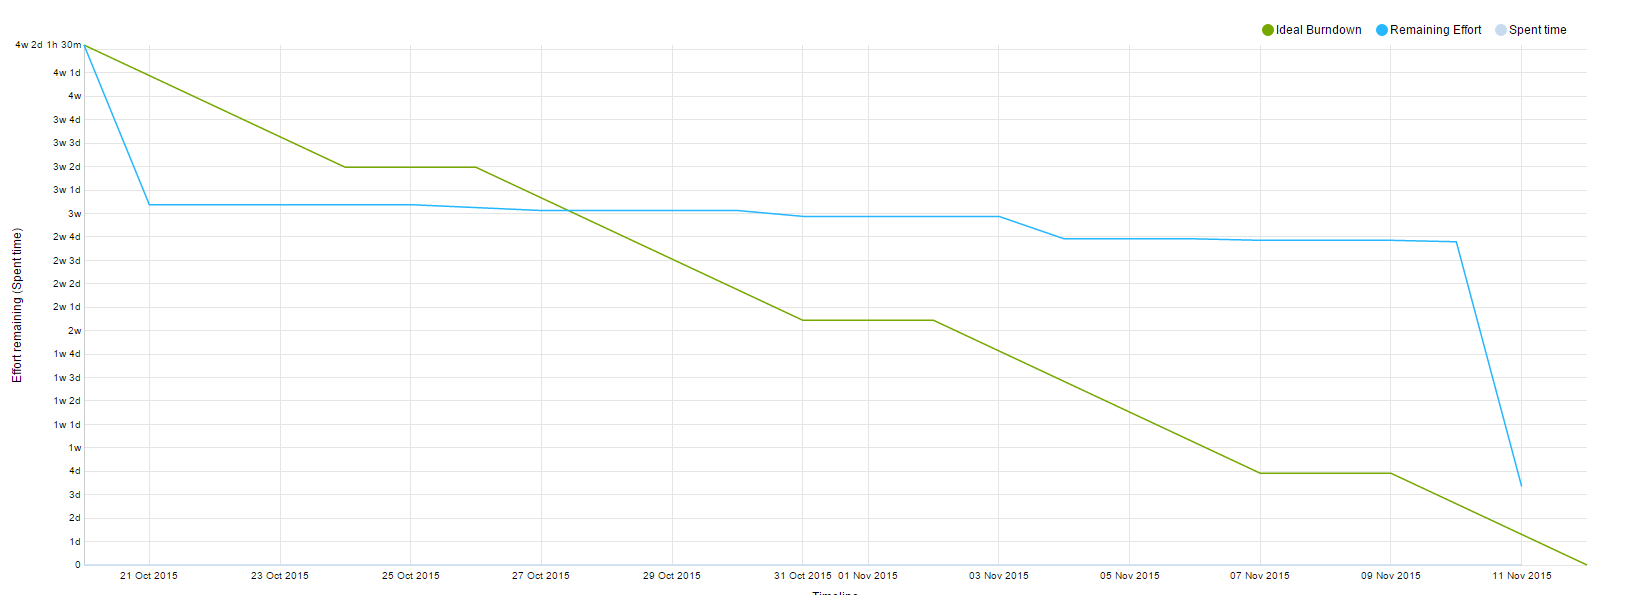 Ideal Burndown Remaining Effort Spent time
Effort remaining (Spent time)
4w 2d 1h 30m
4w 1d
4w
3w 4d
3w 3d
3w 2d
3w 1d
3w
2w 4d
2w 3d
2w 2d
2w 1d
2w
1w 4d
1w 3d
1w 2d
1w 1d
1w
4d
3d
2d
1d
0
21 Oct 2015 23 Oct 2015 25 Oct 2015 27 Oct 2015 29 Oct 2015 31 Oct 2015 01 Nov 2015 03 Nov 2015 05 Nov 2015 07 Nov 2015 09 Nov 2015 11 Nov 2015
Timeline